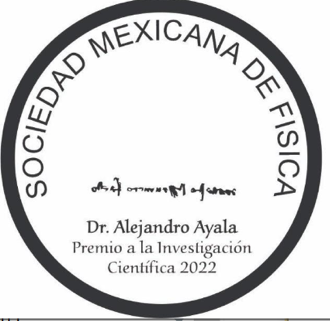 SOCIEDAD MEXICANA DE FISICA
Dr. Alejandro Ayala
Premio a la Investigación
Científica 2022